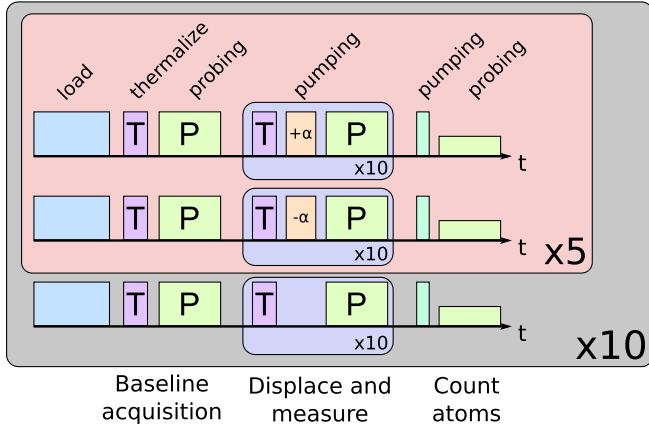 load
thermalize
probing
pumping
pumping
probing
T P T +α P x10 t
T P T -α P x10 t
x5
T P T P x10 t
x10
Baseline acquisition
Displace and measure
Count atoms